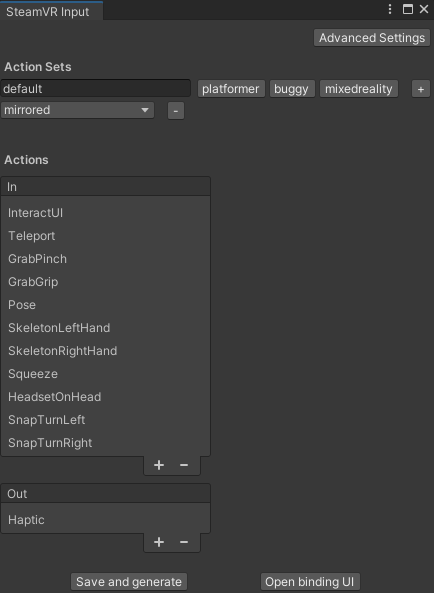 SteamVR Input
Advanced Settings
Action Sets
default platformer buggy mixedreality +
mirrored -
Actions
In
InteractUI
Teleport
GrabPinch
GrabGrip
Pose
SkeletonLeftHand
SkeletonRightHand
Squeeze
HeadsetOnHead
SnapTurnLeft
SnapTurnRight
+ −
Out
Haptic
+ −
Save and generate Open binding UI